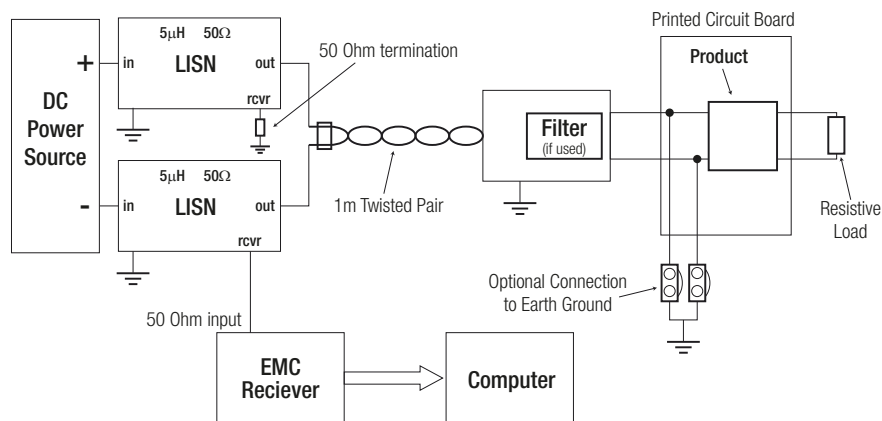 Printed Circuit Board
5µH 50Ω
LISN
in
out
rcvr
50 Ohm termination
+
DC
Power
Source
-
Product
Filter
(if used)
5µH 50Ω
LISN
in
out
rcvr
1m Twisted Pair
Resistive
Load
Optional Connection
to Earth Ground
50 Ohm input
EMC
Reciever
Computer